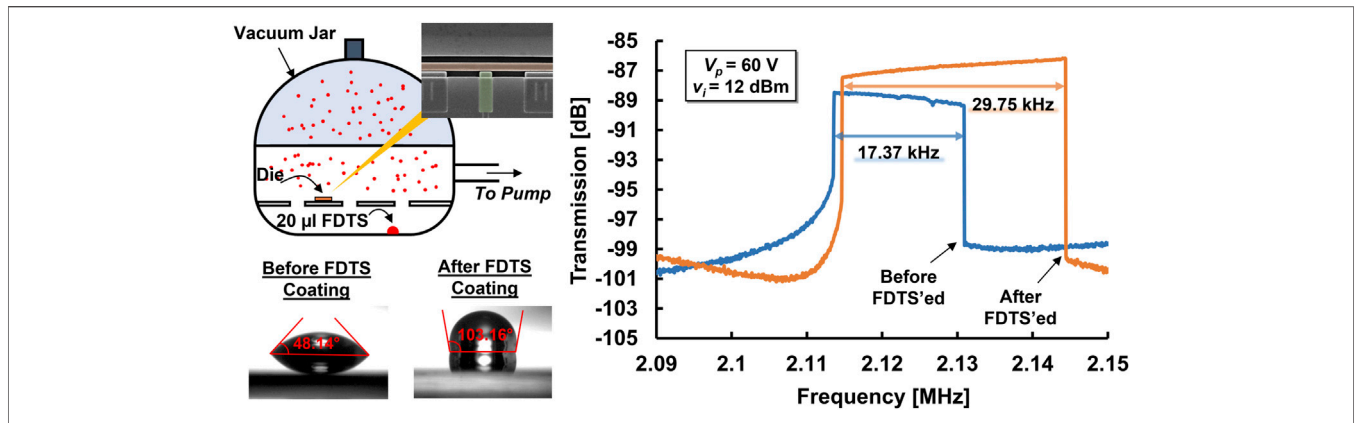 Vacuum Jar
Die
To Pump
20 µl FDTS
Before FDTS
Coating
48.14°
After FDTS
Coating
103.16°
Transmission [dB]
-85
-87
-89
-91
-93
-95
-97
-99
-101
-103
-105
Vp = 60 V
vi = 12 dBm
29.75 kHz
17.37 kHz
Before
FDTS'ed
After
FDTS'ed
2.09
2.1
2.11
2.12
2.13
2.14
2.15
Frequency [MHz]